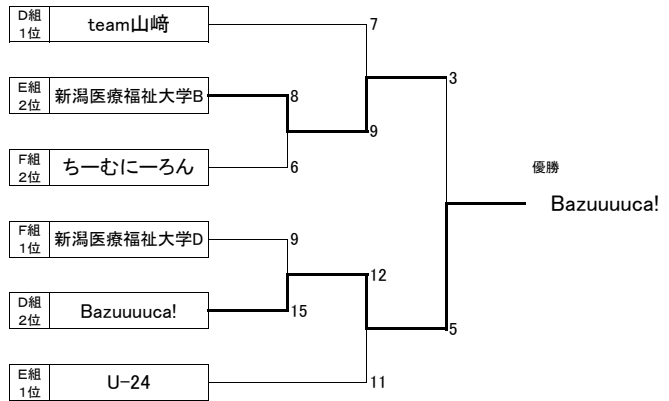 D組
1位
team山﨑
7
E組
2位
新潟医療福祉大学B
8
3
9
F組
2位
ちーむにーろん
6
優勝
Bazuuuuca!
F組
1位
新潟医療福祉大学D
9
12
D組
2位
Bazuuuuca!
15
5
E組
1位
U-24
11